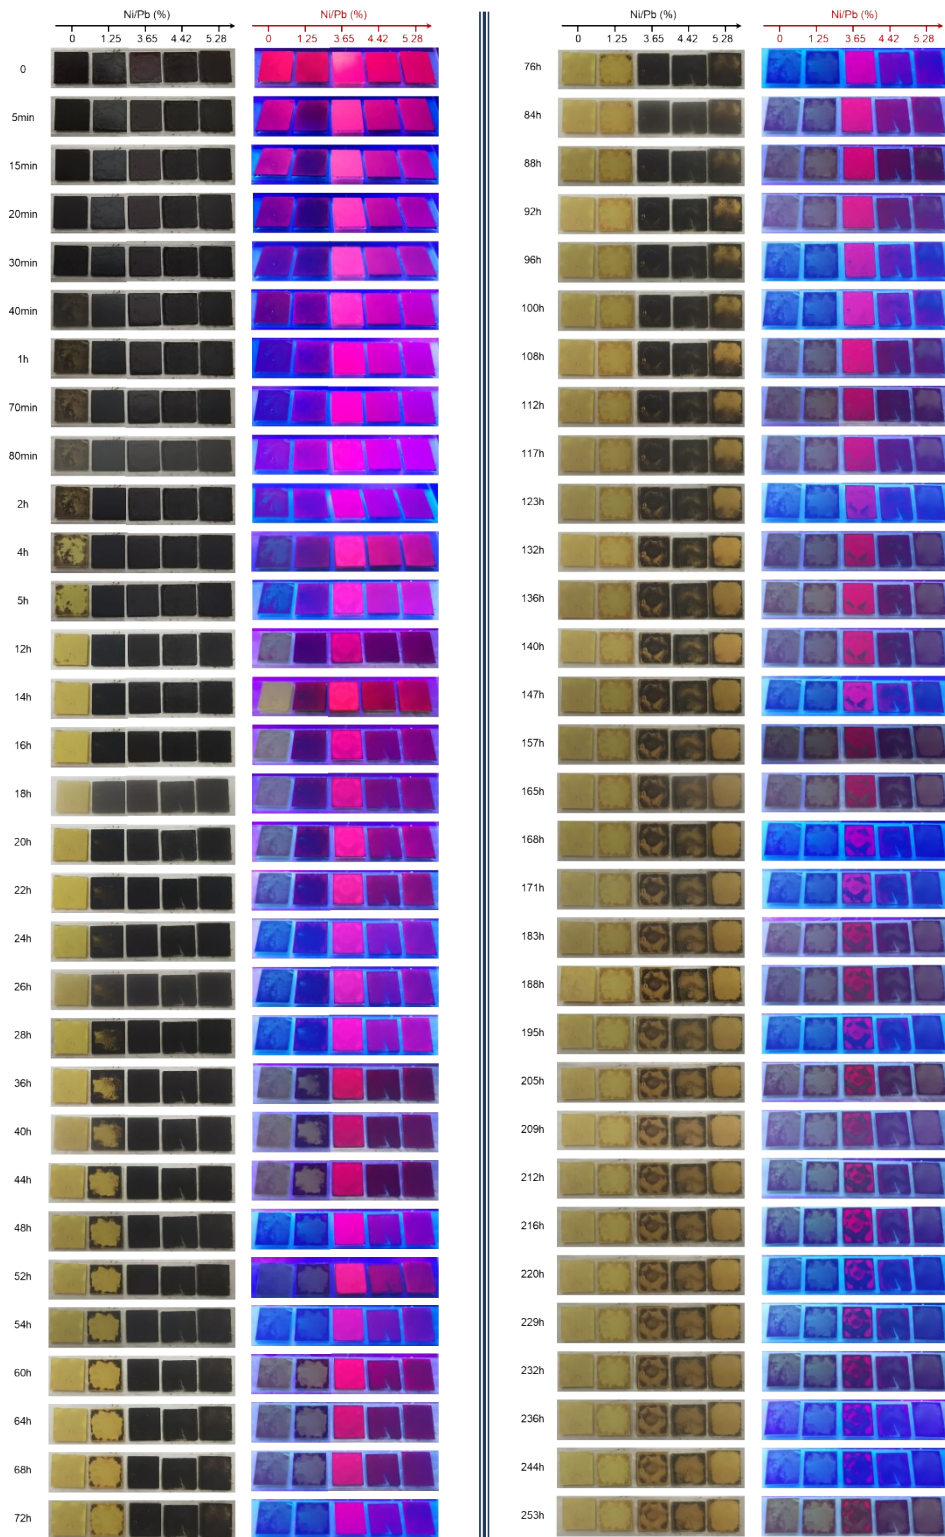 Ni/Pb (%)
0 1.25 3 65 4 42 5.28
Ni/Pb (%)
0 1.25 3 65 4 42 5.28
0
5min
15min
20min
30min
40min
1h
70min
80min
2h
4h
5h
12h
14h
16h
18h
20h
22h
24h
26h
28h
36h
40h
44h
48h
52h
54h
60h
64h
68h
72h
Ni/Pb (%)
0 1.25 3 65 4 42 5.28
Ni/Pb (%)
0 1.25 3.65 4 42 5.28
76h
84h
88h
92h
96h
100h
108h
112h
117h
123h
132h
136h
140h
147h
157h
165h
168h
171h
183h
188h
195h
205h
209h
212h
216h
220h
229h
232h
236h
244h
253h